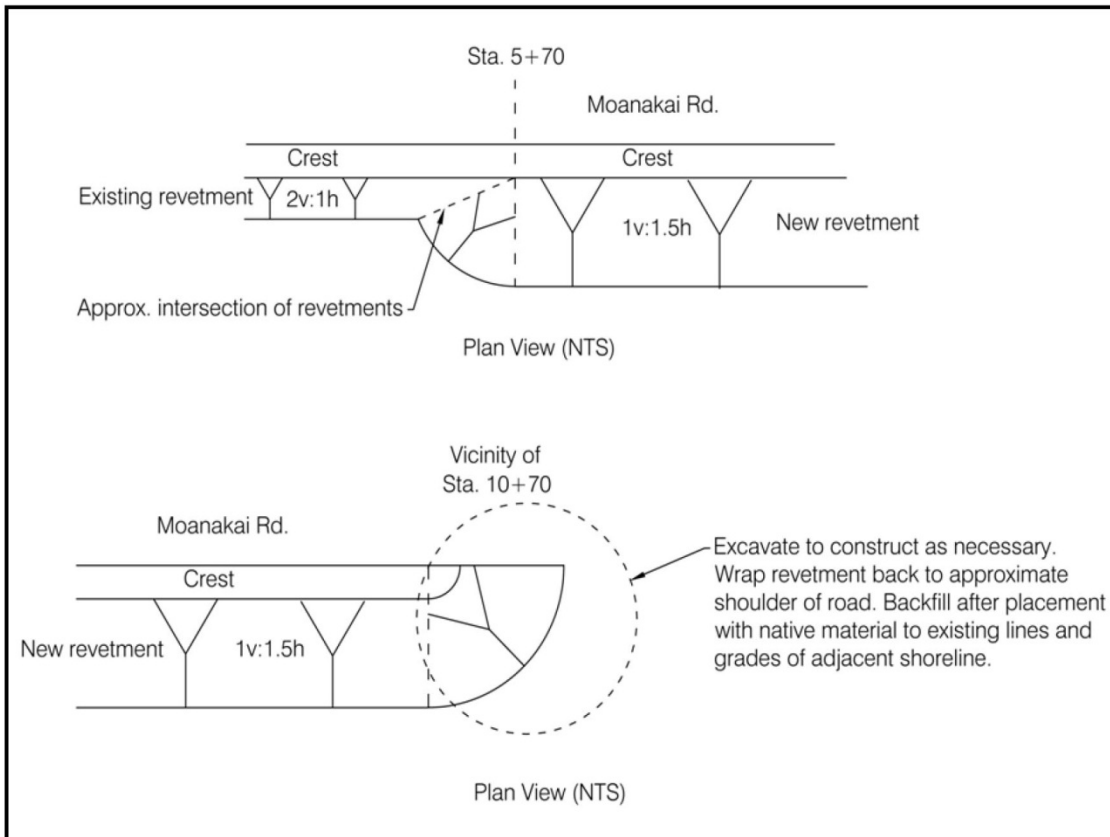 Sta. 5+70
Moanakai Rd.
Crest
Crest
Existing revetment
2v:1h
1v:1.5h
New revetment
Approx. intersection of revetments
Plan View (NTS)
Vicinity of
Sta. 10+70
Moanakai Rd.
Crest
New revetment
1v:1.5h
Excavate to construct as necessary.
Wrap revetment back to approximate
shoulder of road. Backfill after placement
with native material to existing lines and
grades of adjacent shoreline.
Plan View (NTS)